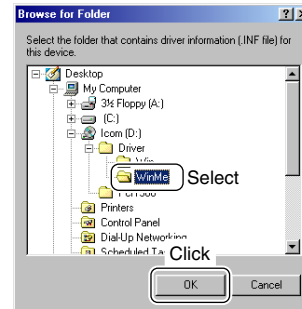 Browse for Folder
Select the folder that contains driver information (.INF file) for
this device.
Desktop
My Computer
3½ Floppy (A:)
(C:)
Icom (D:)
Driver
WinMe
Select
Printers
Control Panel
Dial-Up Networking
Scheduled
Click
OK
Cancel